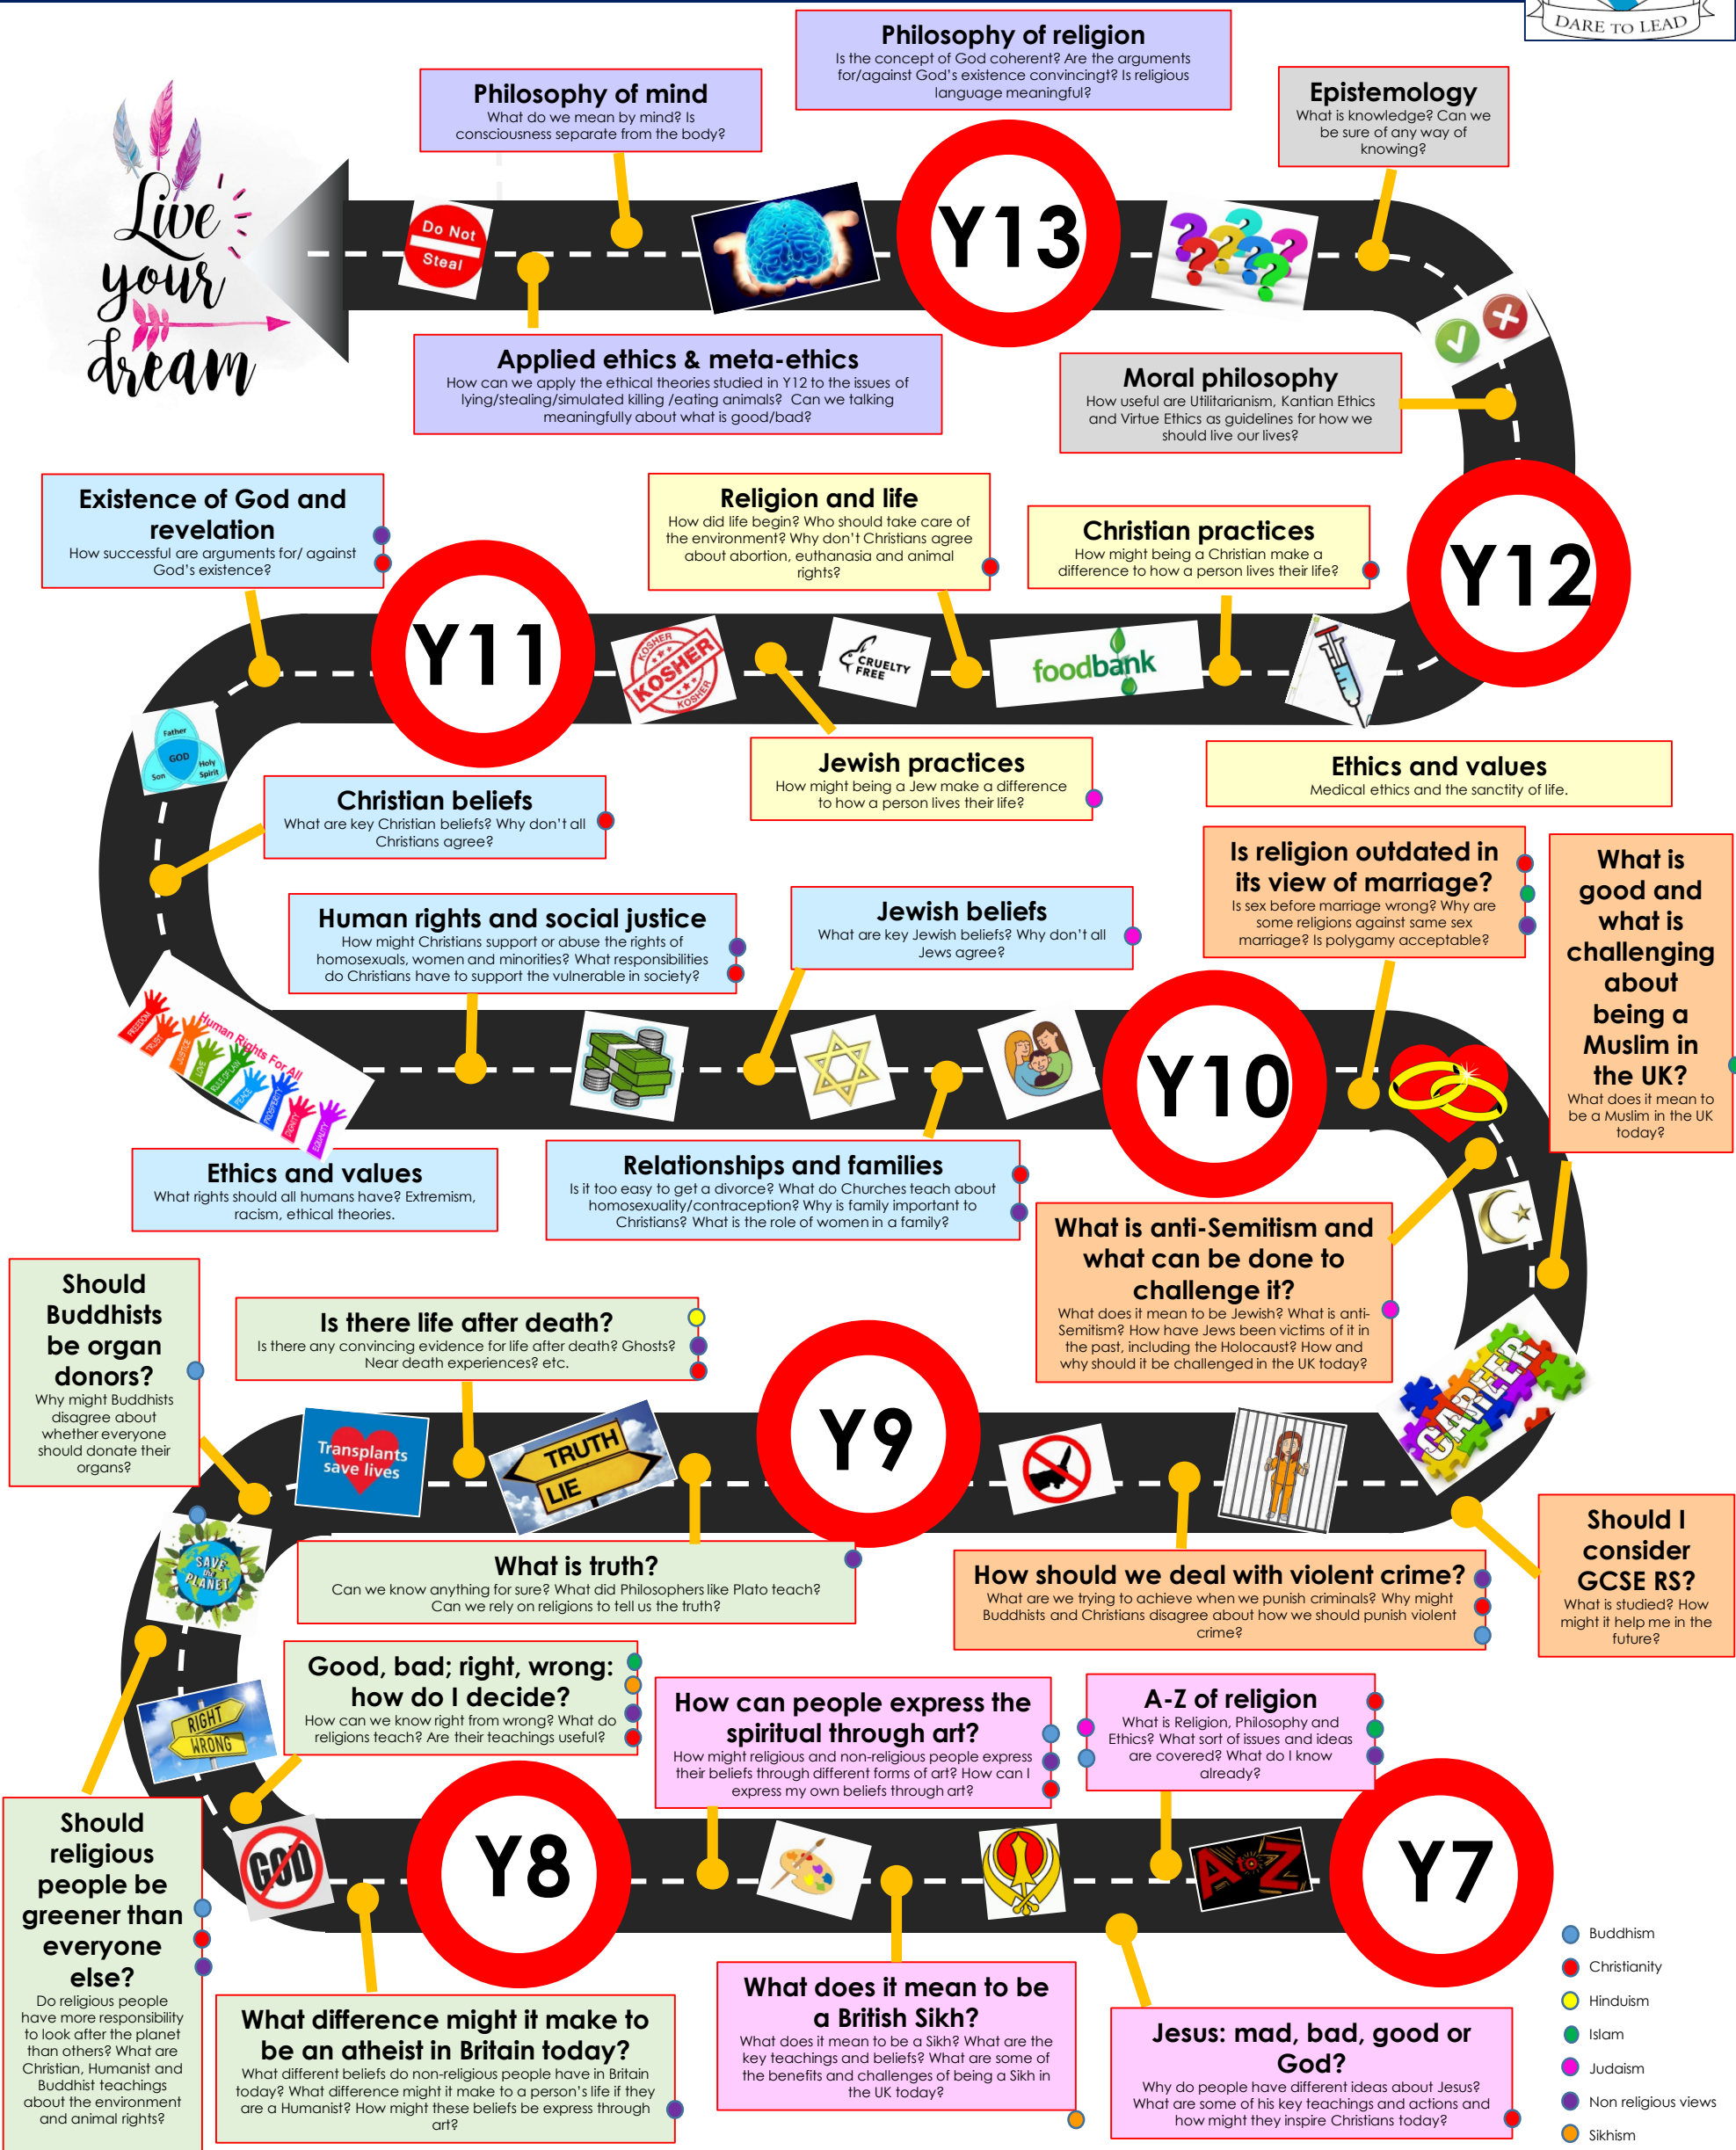 DARE TO LEAD
Philosophy of religion
Is the concept of God coherent? Are the arguments
for/against God's existence convincingt? Is religious
language meaningful?
Philosophy of mind
What do we mean by mind? Is
consciousness separate from the body?
Epistemology
What is knowledge? Can we
be sure of any way of
knowing?
Live
your
dream
Do Not
Steal
Y13
Applied ethics & meta-ethics
How can we apply the ethical theories studied in Y12 to the issues of
lying/stealing/simulated killing /eating animals? Can we talking
meaningfully about what is good/bad?
Moral philosophy
How useful are Utilitarianism, Kantian Ethics
and Virtue Ethics as guidelines for how we
should live our lives?
Existence of God and
revelation
How successful are arguments for/ against
God's existence?
Religion and life
How did life begin? Who should take care of
the environment? Why don't Christians agree
about abortion, euthanasia and animal
rights?
Christian practices
How might being a Christian make a
difference to how a person lives their life?
Y12
Y11
KOSHER
KOSHER
KOSHER
CRUELTY
FREE
foodbank
Father
GOD
Son
Holy
Spirit
Jewish practices
How might being a Jew make a difference
to how a person lives their life?
Ethics and values
Medical ethics and the sanctity of life.
Christian beliefs
What are key Christian beliefs? Why don't all
Christians agree?
Is religion outdated in
its view of marriage?
Is sex before marriage wrong? Why are
some religions against same sex
marriage? Is polygamy acceptable?
What is
good and
what is
challenging
about
being a
Muslim in
the UK?
What does it mean to
be a Muslim in the UK
today?
Human rights and social justice
How might Christians support or abuse the rights of
homosexuals, women and minorities? What responsibilities
do Christians have to support the vulnerable in society?
Jewish beliefs
What are key Jewish beliefs? Why don't all
Jews agree?
Human Rights For All
FREEDOM
TRUST
JUSTICE
LOVE
RULE OF LAW
PEACE
PROSPERITY
DIGNITY
EQUALITY
Y10
Ethics and values
What rights should all humans have? Extremism,
racism, ethical theories.
Relationships and families
Is it too easy to get a divorce? What do Churches teach about
homosexuality/contraception? Why is family important to
Christians? What is the role of women in a family?
What is anti-Semitism and
what can be done to
challenge it?
What does it mean to be Jewish? What is anti-
Semitism? How have Jews been victims of it in
the past, including the Holocaust? How and
why should it be challenged in the UK today?
Should
Buddhists
be organ
donors?
Why might Buddhists
disagree about
whether everyone
should donate their
organs?
Is there life after death?
Is there any convincing evidence for life after death? Ghosts?
Near death experiences? etc.
Transplants
save lives
TRUTH
LIE
Y9
CAREER
SAVE
the
PLANET
What is truth?
Can we know anything for sure? What did Philosophers like Plato teach?
Can we rely on religions to tell us the truth?
How should we deal with violent crime?
What are we trying to achieve when we punish criminals? Why might
Buddhists and Christians disagree about how we should punish violent
crime?
Should I
consider
GCSE RS?
What is studied? How
might it help me in the
future?
Good, bad; right, wrong:
how do I decide?
How can we know right from wrong? What do
religions teach? Are their teachings useful?
RIGHT
WRONG
How can people express the
spiritual through art?
How might religious and non-religious people express
their beliefs through different forms of art? How can I
express my own beliefs through art?
A-Z of religion
What is Religion, Philosophy and
Ethics? What sort of issues and ideas
are covered? What do I know
already?
Should
religious
people be
greener than
everyone
else?
Do religious people
have more responsibility
to look after the planet
than others? What are
Christian, Humanist and
Buddhist teachings
about the environment
and animal rights?
GOD
Y8
A to Z
Y7
What difference might it make to
be an atheist in Britain today?
What different beliefs do non-religious people have in Britain
today? What difference might it make to a person's life if they
are a Humanist? How might these beliefs be express through
art?
What does it mean to be
a British Sikh?
What does it mean to be a Sikh? What are the
key teachings and beliefs? What are some of
the benefits and challenges of being a Sikh in
the UK today?
Jesus: mad, bad, good or
God?
Why do people have different ideas about Jesus?
What are some of his key teachings and actions and
how might they inspire Christians today?
Buddhism
Christianity
Hinduism
Islam
Judaism
Non religious views
Sikhism